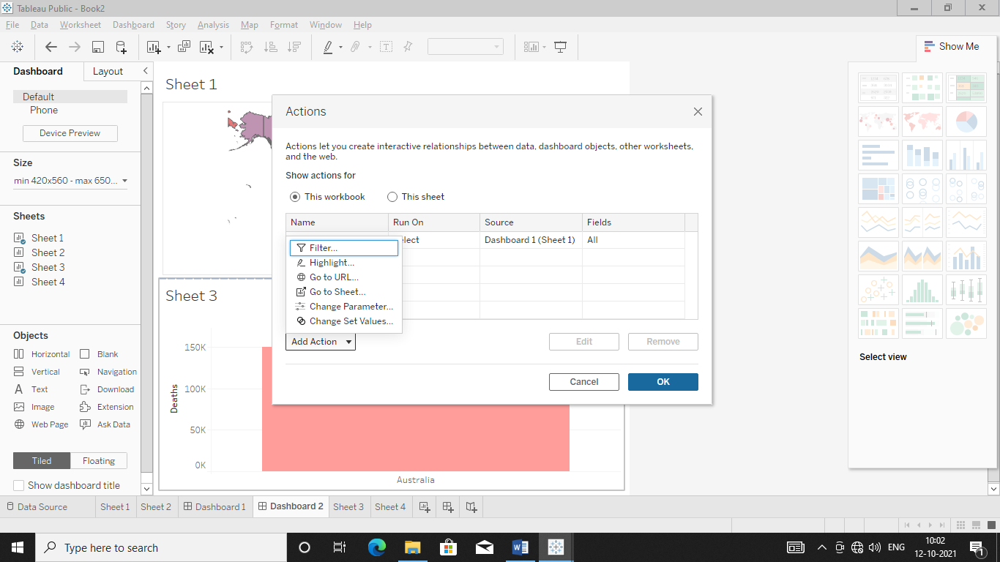 Tableau Public - Book2
File Data Worksheet Dashboard Story Analysis Map Format Window Help
Show Me
Dashboard Layout
Default
Phone
Device Preview
Size
min 420x560 - max 650...
Sheets
Sheet 1
Sheet 2
Sheet 3
Sheet 4
Objects
Horizontal Blank
Vertical Navigation
Text Download
Image Extension
Web Page Ask Data
Tiled Floating
Show dashboard title
Sheet 1
Actions
Actions let you create interactive relationships between data, dashboard objects, other worksheets,
and the web.
Show actions for
This workbook This sheet
Name Run On Source Fields
Dashboard 1 (Sheet 1) All
Filter...
Highlight...
Go to URL...
Go to Sheet...
Change Parameter...
Change Set Values...
Add Action Edit Remove
Cancel OK
Sheet 3
Deaths
150K
100K
50K
0K
Australia
Select view
Data Source Sheet 1 Sheet 2 Dashboard 1 Dashboard 2 Sheet 3 Sheet 4
Type here to search
ENG
10:02
12-10-2021
1